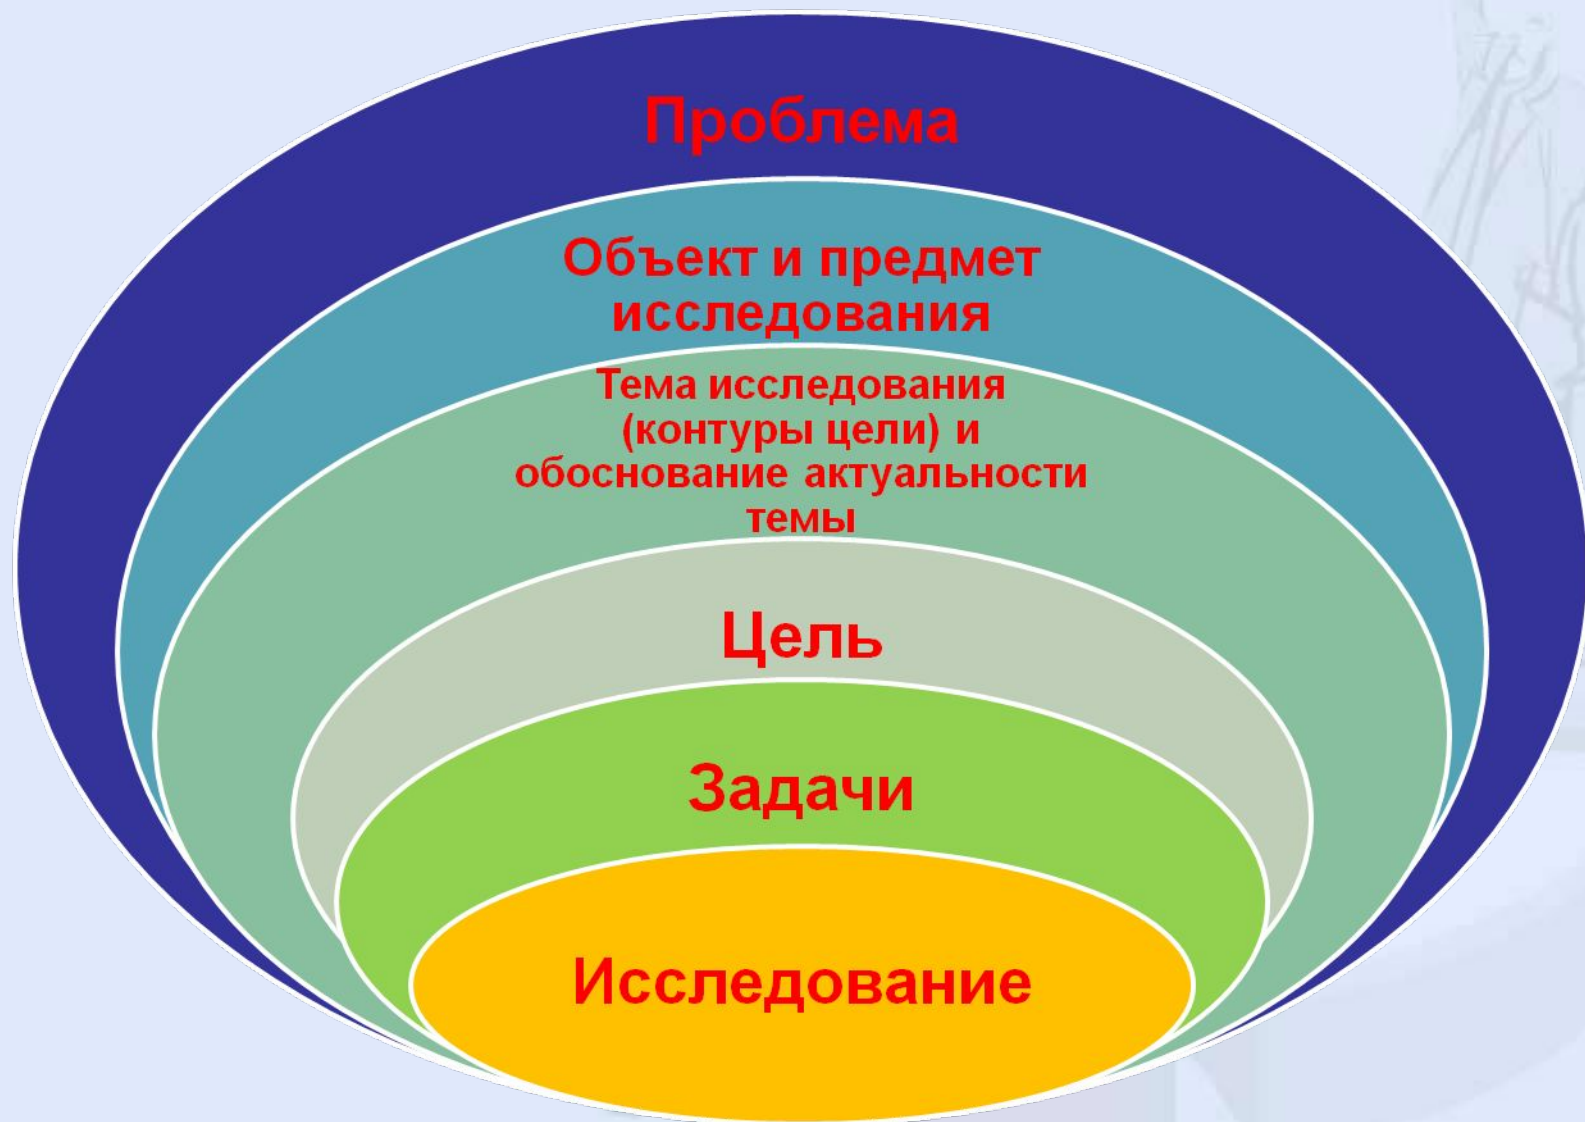 Проблема
Объект и предмет
исследования
Тема исследования
(контуры цели) и
обоснование актуальности
темы
Цель
Задачи
Исследование